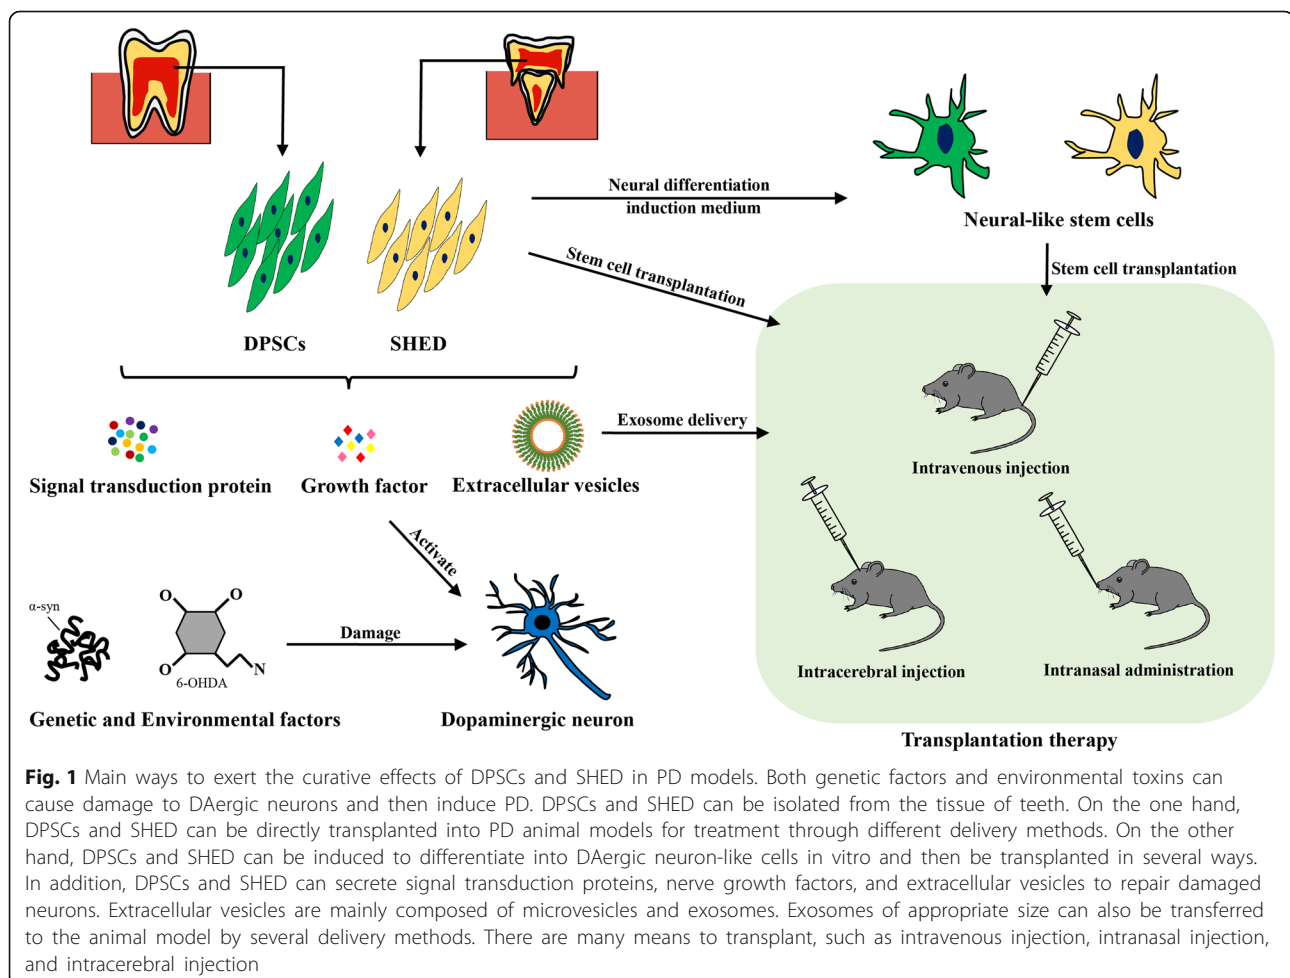 Neural differentiation
induction medium
Neural-like stem cells
Stem cell transplantation
Stem cell transplantation
DPSCs
SHED
Exosome delivery
Signal transduction protein
Growth factor
Extracellular vesicles
Intravenous injection
Activate
α-syn
O
O
O
N
6-OHDA
Damage
Intracerebral injection
Intranasal administration
Genetic and Environmental factors
Dopaminergic neuron
Transplantation therapy
Fig. 1 Main ways to exert the curative effects of DPSCs and SHED in PD models. Both genetic factors and environmental toxins can
cause damage to DAergic neurons and then induce PD. DPSCs and SHED can be isolated from the tissue of teeth. On the one hand,
DPSCs and SHED can be directly transplanted into PD animal models for treatment through different delivery methods. On the other
hand, DPSCs and SHED can be induced to differentiate into DAergic neuron-like cells in vitro and then be transplanted in several ways.
In addition, DPSCs and SHED can secrete signal transduction proteins, nerve growth factors, and extracellular vesicles to repair damaged
neurons. Extracellular vesicles are mainly composed of microvesicles and exosomes. Exosomes of appropriate size can also be transferred
to the animal model by several delivery methods. There are many means to transplant, such as intravenous injection, intranasal injection,
and intracerebral injection